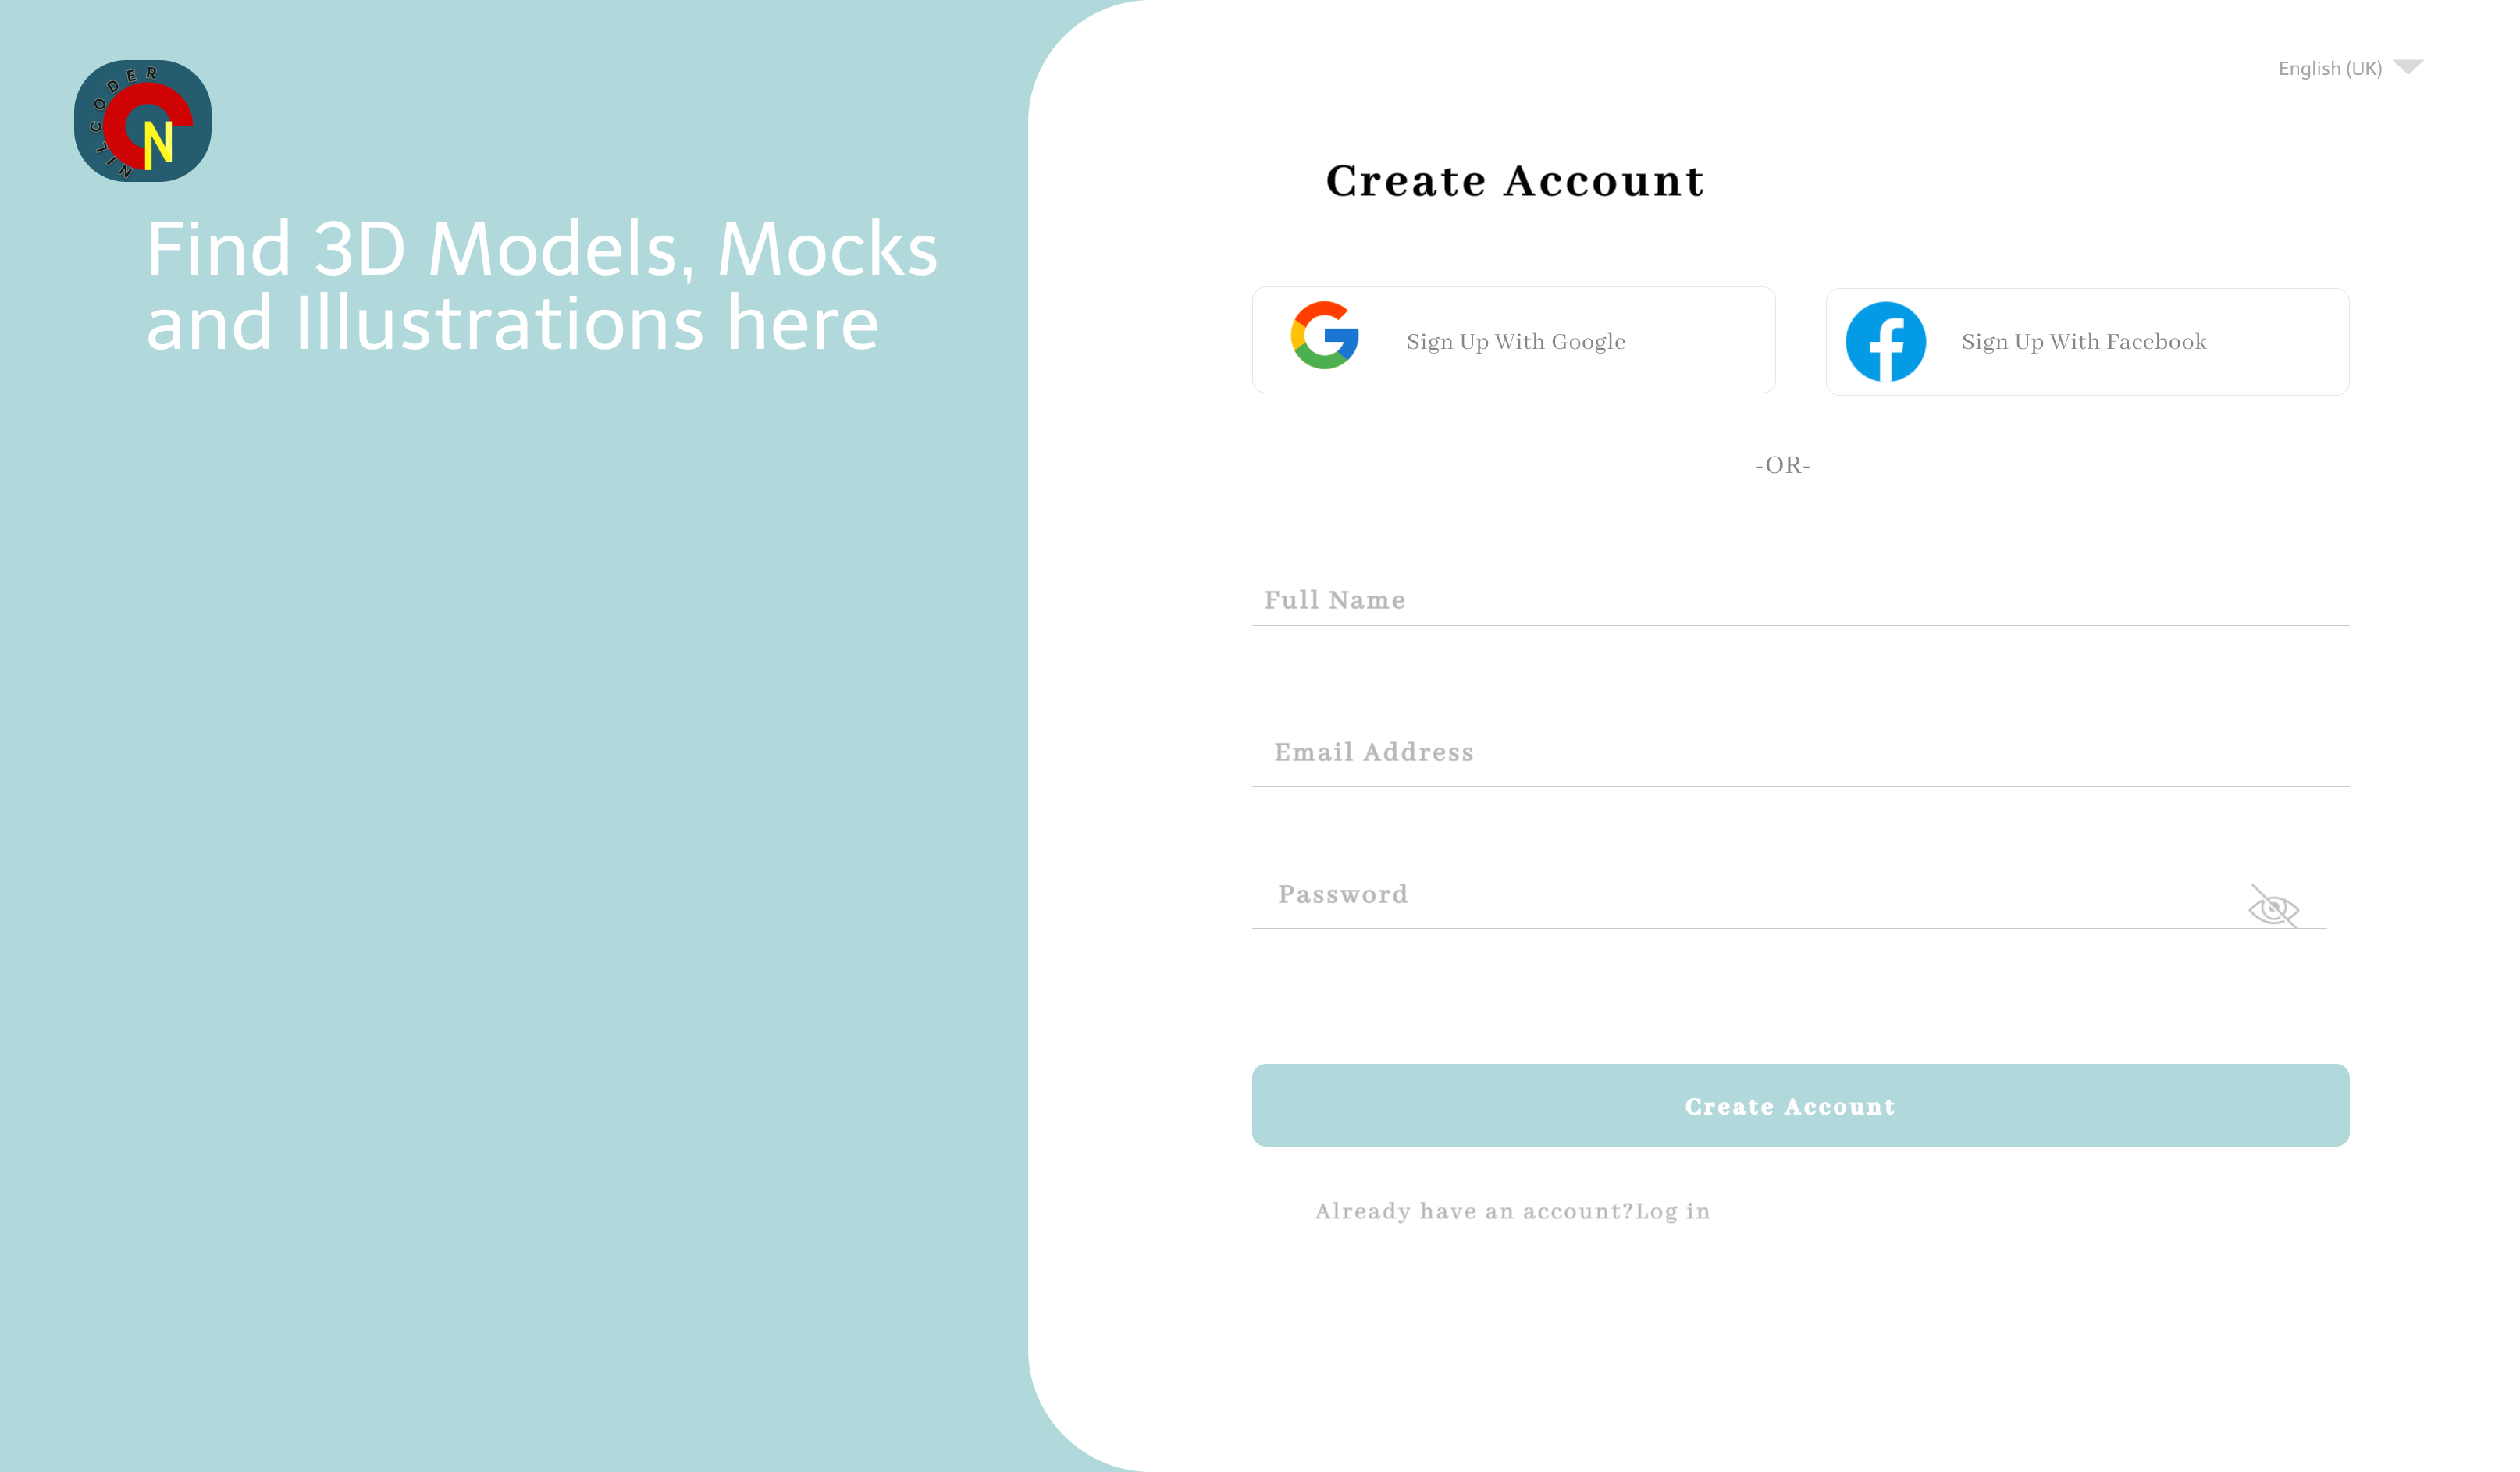 NILCODER
N
Find 3D Models, Mocks
and Illustrations here
English (UK)
Create Account
Sign Up With Google
Sign Up With Facebook
-OR-
Full Name
Email Address
Password
Create Account
Already have an account?Log in